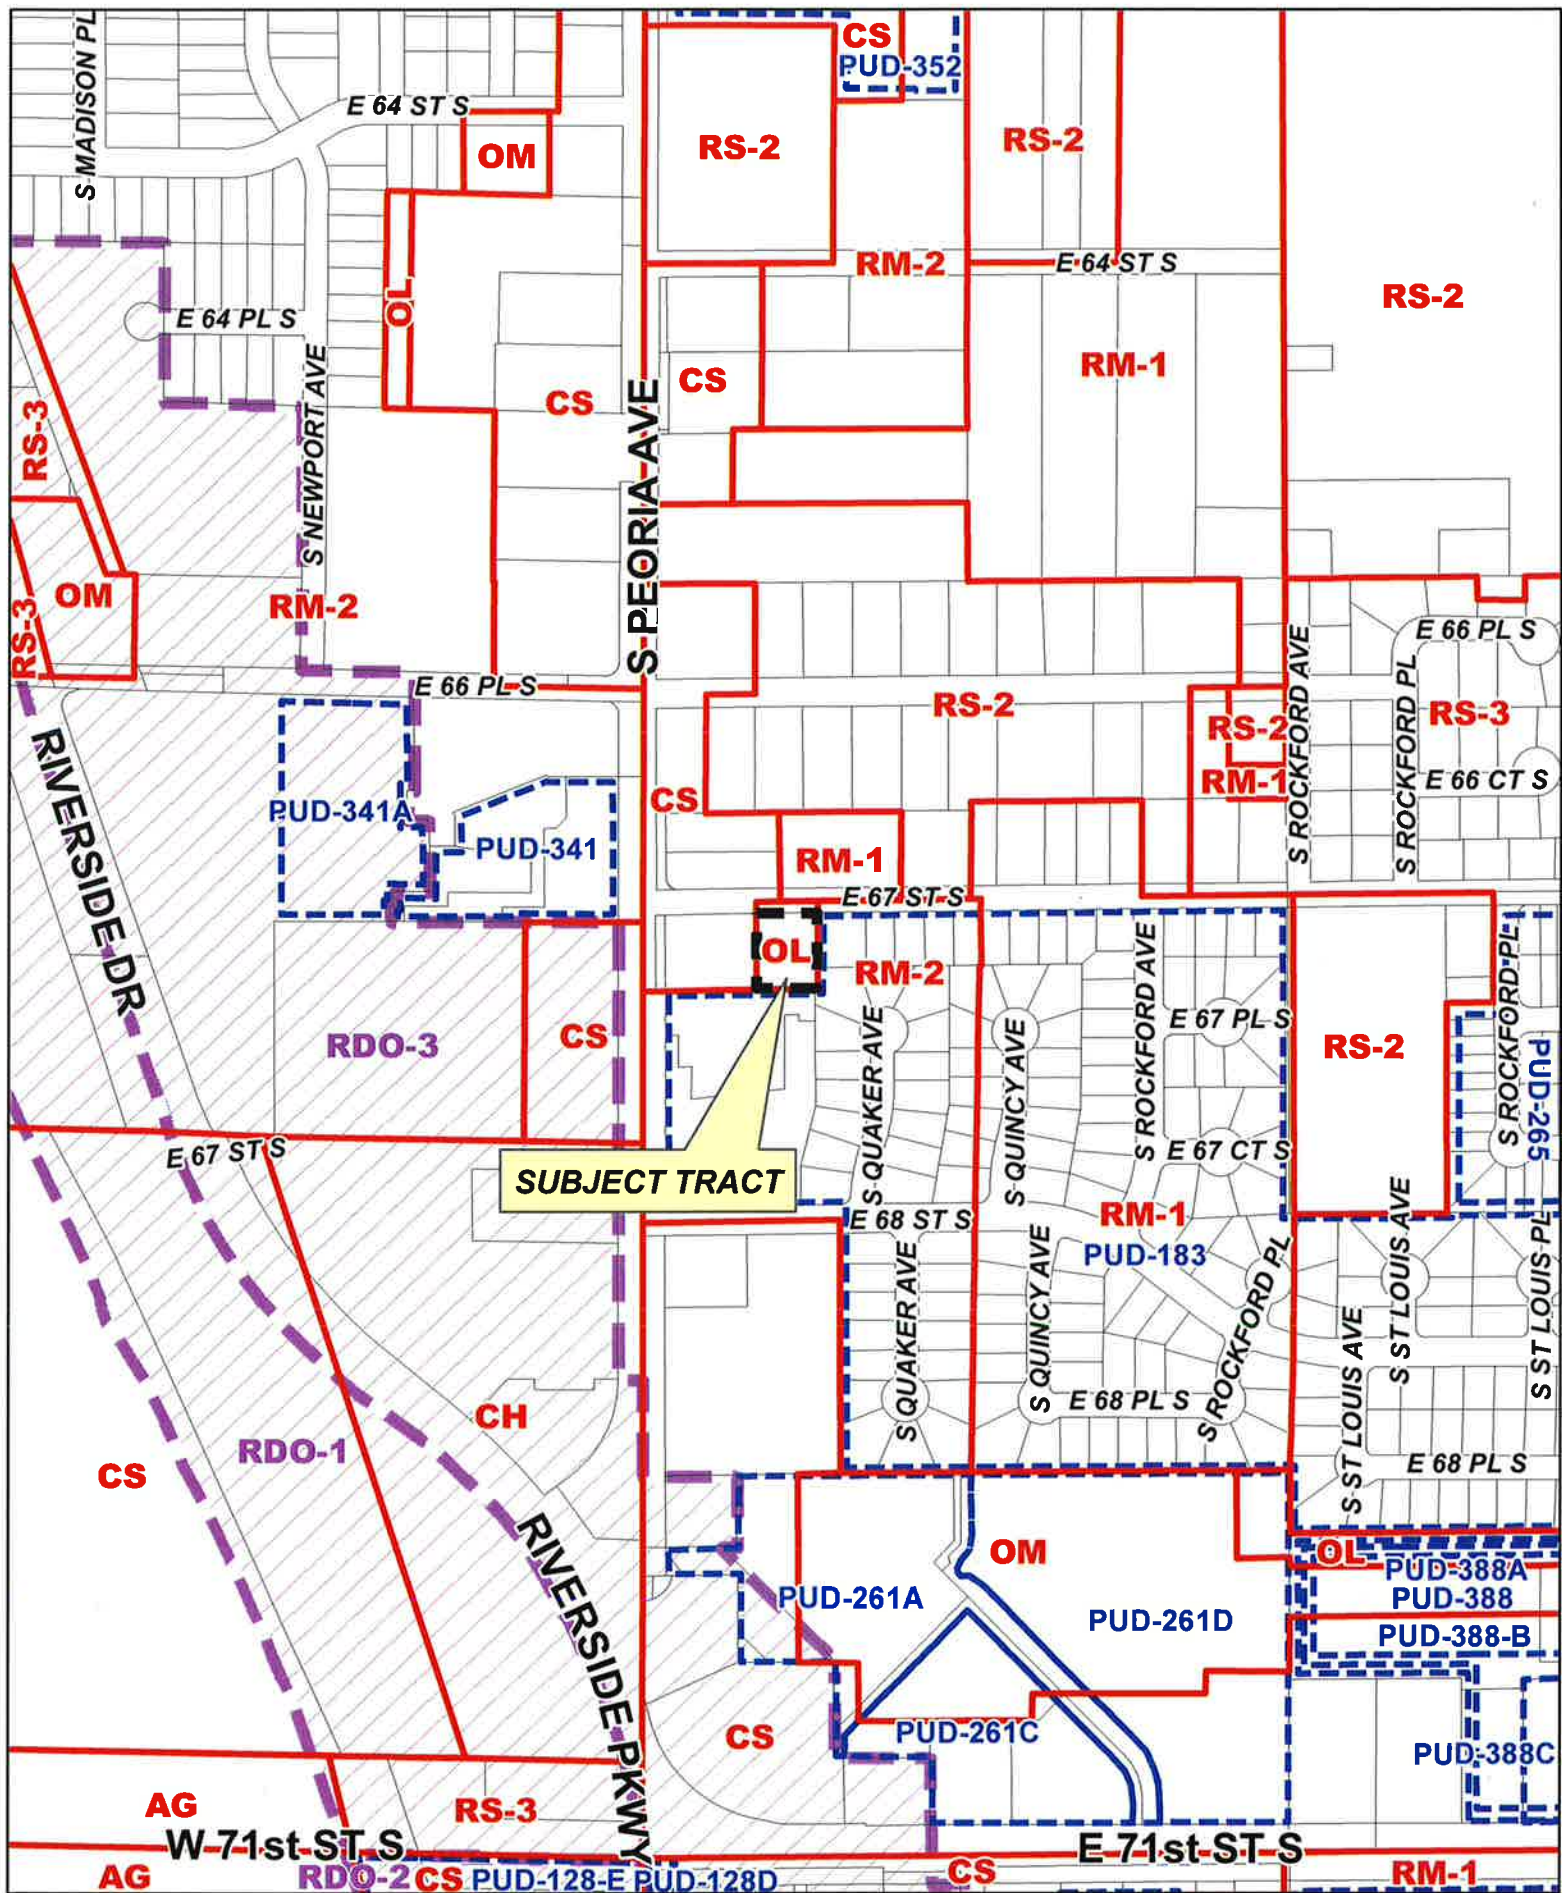 S MADISON PL
CS
PUD-352
E 64 ST S
OM
RS-2
RS-2
RM-2
E 64 ST S
RS-2
OL
E 64 PL S
S NEWPORT AVE
CS
S PEORIA AVE
CS
RM-1
RS-3
OM
RS-3
RM-2
E 66 PL S
S ROCKFORD AVE
S ROCKFORD PL
E 66 PL S
RS-2
RS-2
RS-3
RM-1
E 66 CT S
RIVERSIDE DR
PUD-341A
PUD-341
CS
RM-1
E 67 ST S
OL
RM-2
S ROCKFORD AVE
S ROCKFORD PL
RDO-3
CS
S QUAKER AVE
S QUINCY AVE
E 67 PL S
RS-2
PUD-265
E 67 ST S
SUBJECT TRACT
E 67 CT S
E 68 ST S
RM-1
PUD-183
S QUAKER AVE
S QUINCY AVE
S ROCKFORD PL
S ST LOUIS AVE
S ST LOUIS AVE
S ST LOUIS PL
E 68 PL S
CH
RDO-1
CS
E 68 PL S
RIVERSIDE PKWY
OM
OL
PUD-388A
PUD-261A
PUD-388
PUD-261D
PUD-388-B
CS
PUD-261C
PUD-388C
AG
RS-3
W 71st ST S
E 71st ST S
AG
RDO-2
CS
PUD-128-E
PUD-128D
CS
RM-1